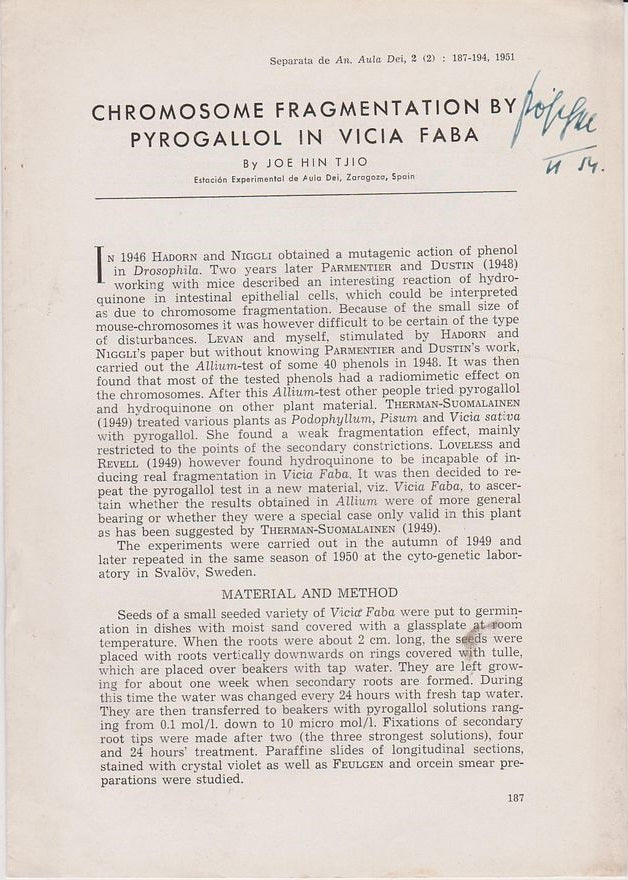 Separata de An. Aula Dei, 2 (2) : 187-194, 1951
CHROMOSOME FRAGMENTATION BY
PYROGALLOL IN VICIA FABA
By JOE HIN TJIO
Estación Experimental de Aula Dei, Zaragoza, Spain
IN 1946 HADORN and NIGGLI obtained a mutagenic action of phenol
in Drosophila. Two years later PARMENTIER and DUSTIN (1948)
working with mice described an interesting reaction of hydro-
quinone in intestinal epithelial cells, which could be interpreted
as due to chromosome fragmentation. Because of the small size of
mouse-chromosomes it was however difficult to be certain of the type
of disturbances. LEVAN and myself, stimulated by HADORN and
NIGGLI's paper but without knowing PARMENTIER and DUSTIN's work,
carried out the Allium-test of some 40 phenols in 1948. It was then
found that most of the tested phenols had a radiomimetic effect on
the chromosomes. After this Allium-test other people tried pyrogallol
and hydroquinone on other plant material. THERMAN-SUOMALAINEN
(1949) treated various plants as Podophyllum, Pisum and Vicia sativa
with pyrogallol. She found a weak fragmentation effect, mainly
restricted to the points of the secondary constrictions. LOVELESS and
REVELL (1949) however found hydroquinone to be incapable of in-
ducing real fragmentation in Vicia Faba. It was then decided to re-
peat the pyrogallol test in a new material, viz. Vicia Faba, to ascer-
tain whether the results obtained in Allium were of more general
bearing or whether they were a special case only valid in this plant
as has been suggested by THERMAN-SUOMALAINEN (1949).
The experiments were carried out in the autumn of 1949 and
later repeated in the same season of 1950 at the cyto-genetic labor-
atory in Svalöv, Sweden.
MATERIAL AND METHOD
Seeds of a small seeded variety of Vicia Faba were put to germin-
ation in dishes with moist sand covered with a glassplate at room
temperature. When the roots were about 2 cm. long, the seeds were
placed with roots vertically downwards on rings covered with tulle,
which are placed over beakers with tap water. They are left grow-
ing for about one week when secondary roots are formed. During
this time the water was changed every 24 hours with fresh tap water.
They are then transferred to beakers with pyrogallol solutions rang-
ing from 0.1 mol/l. down to 10 micro mol/l. Fixations of secondary
root tips were made after two (the three strongest solutions), four
and 24 hours' treatment. Paraffine slides of longitudinal sections,
stained with crystal violet as well as FEULGEN and orcein smear pre-
parations were studied.
187